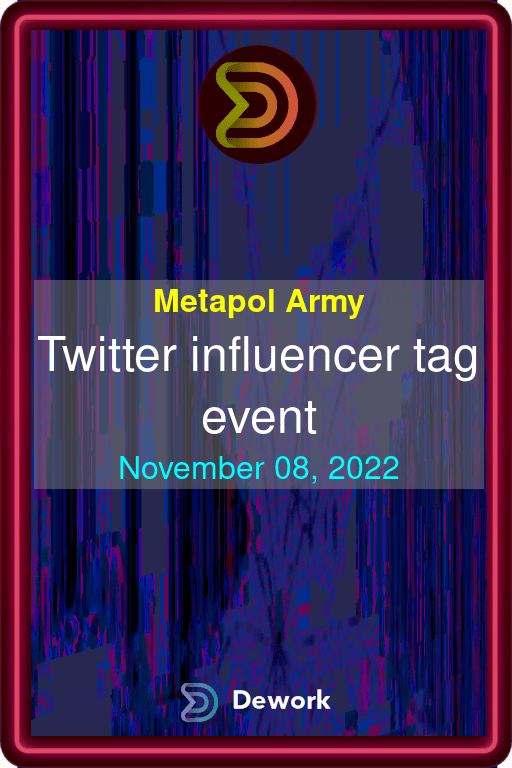 Metapol Army
Twitter influencer tag
event
November 08, 2022
Dework